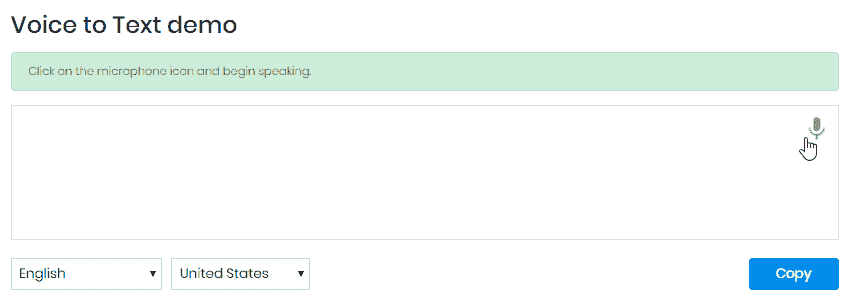 Voice to Text demo
Click on the microphone icon and begin speaking.
English
United States
Copy